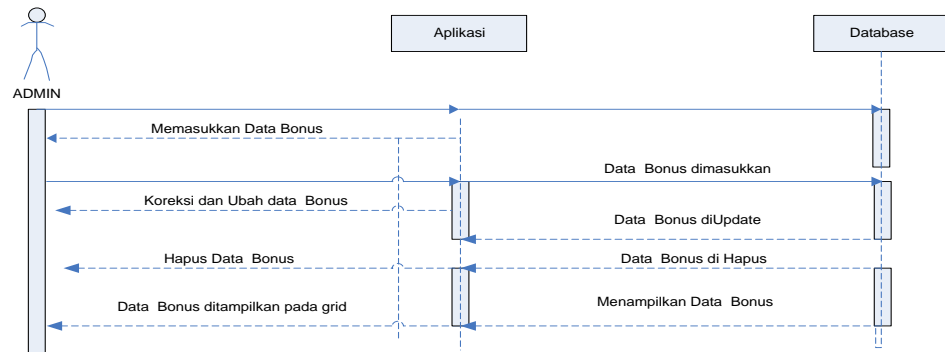 Aplikasi
Database
ADMIN
Memasukkan Data Bonus
Data Bonus dimasukkan
Koreksi dan Ubah data Bonus
Data Bonus diUpdate
Hapus Data Bonus
Data Bonus di Hapus
Data Bonus ditampilkan pada grid
Menampilkan Data Bonus